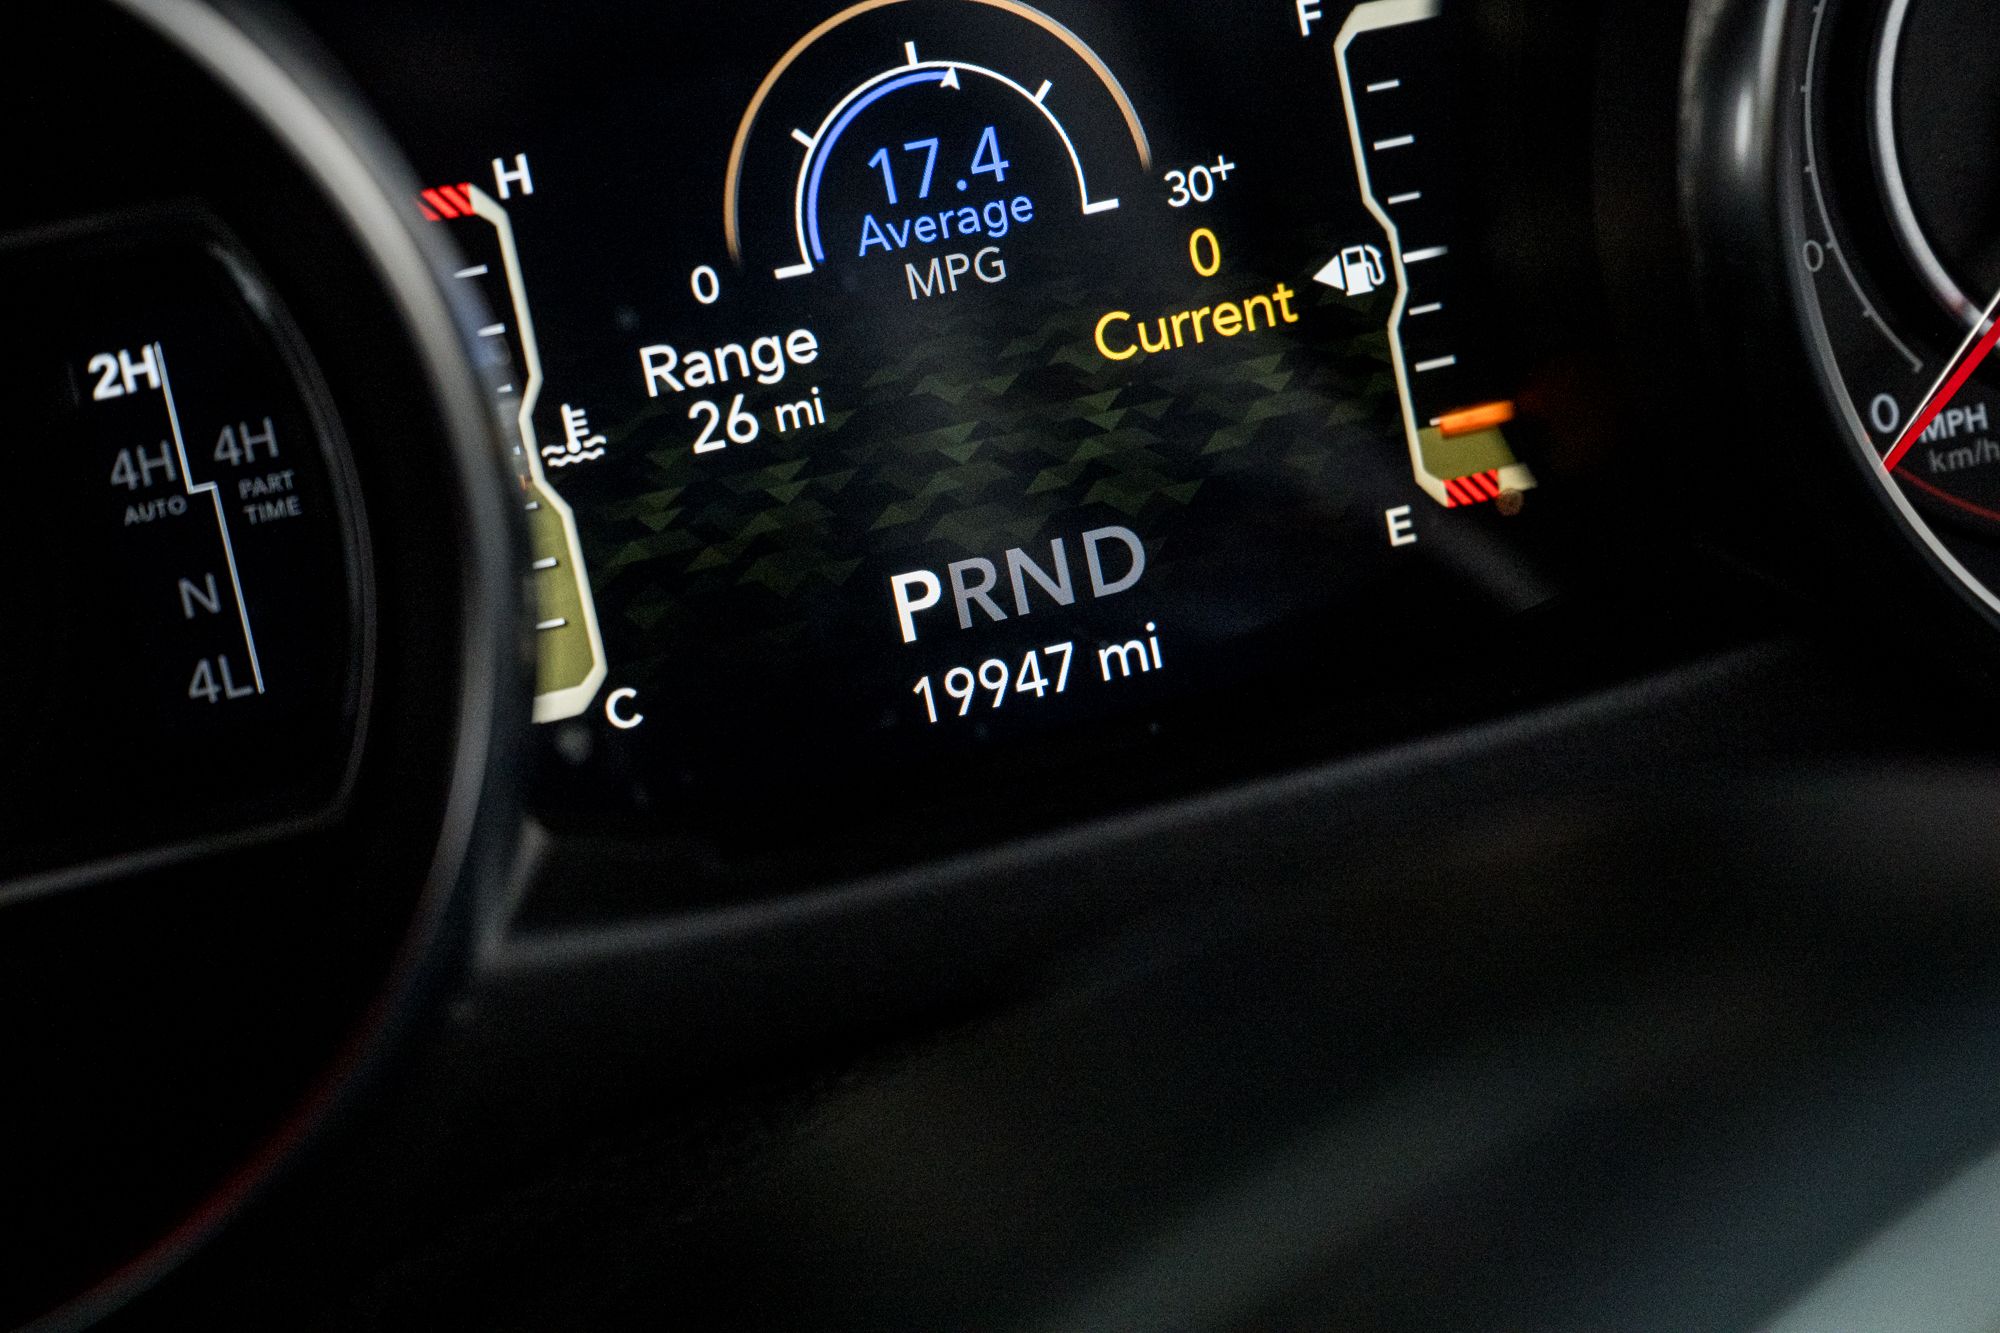 F
H
17.4
Average
MPG
0
30+
0
Current
Range
26 mi
2H
4H
AUTO
4H
PART
TIME
N
4L
E
C
PRND
19947 mi
0
0
MPH
km/h